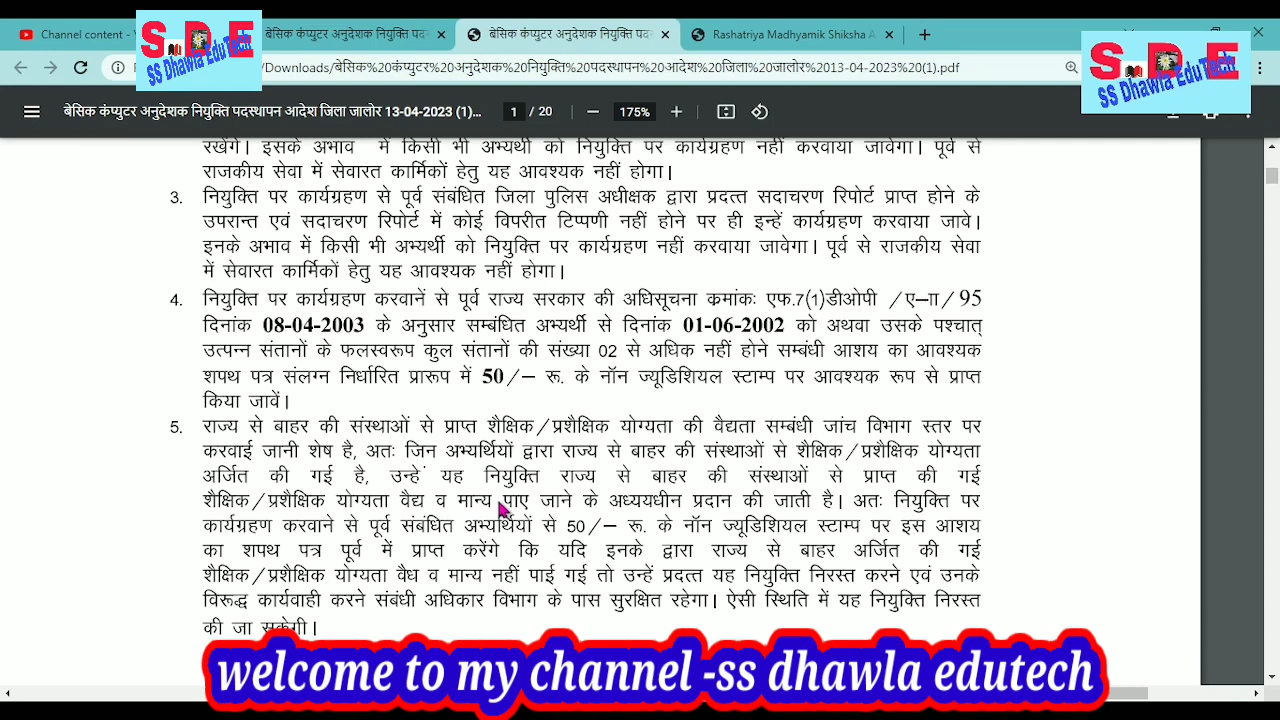 Channel content - 
बेसिक कंप्यूटर अनुदेशक नियुक्ति पदस्
बेसिक कंप्यूटर अनुदेशक नियुक्ति पदस्
Rashatriya Madhyamik Shiksha A
S.D.E
SS Dhawla EduTech
S.D.E
SS Dhawla EduTech
/Downloads/बेसिक%20कंप्यूटर%20अनुदेशक%20नियुक्ति%20पदस्थापन%20आदेश%20जिला%20जालोर%2013-04-2023%20(1).pdf
बेसिक कंप्यूटर अनुदेशक नियुक्ति पदस्थापन आदेश जिला जालोर 13-04-2023 (1)...
1 / 20
175%
रखेंगे। इसके अभाव में किसी भी अभ्यर्थी को नियुक्ति पर कार्यग्रहण नहीं करवाया जावेगा। पूर्व से
राजकीय सेवा में सेवारत कार्मिकों हेतु यह आवश्यक नहीं होगा।
3. नियुक्ति पर कार्यग्रहण से पूर्व संबंधित जिला पुलिस अधीक्षक द्वारा प्रदत्त सदाचरण रिपोर्ट प्राप्त होने के
उपरान्त एवं सदाचरण रिपोर्ट में कोई विपरीत टिप्पणी नहीं होने पर ही इन्हें कार्यग्रहण करवाया जावे।
इनके अभाव में किसी भी अभ्यर्थी को नियुक्ति पर कार्यग्रहण नहीं करवाया जावेगा। पूर्व से राजकीय सेवा
में सेवारत कार्मिकों हेतु यह आवश्यक नहीं होगा।
4. नियुक्ति पर कार्यग्रहण करवानें से पूर्व राज्य सरकार की अधिसूचना कमांकः एफ.7(1)डीओपी /ए–ाा/95
दिनांक 08-04-2003 के अनुसार सम्बंधित अभ्यर्थी से दिनांक 01-06-2002 को अथवा उसके पश्चात्
उत्पन्न संतानों के फलस्वरूप कुल संतानों की संख्या 02 से अधिक नहीं होने सम्बंधी आशय का आवश्यक
शपथ पत्र संलग्न निर्धारित प्रारूप में 50/– रू. के नॉन ज्यूडिशियल स्टाम्प पर आवश्यक रूप से प्राप्त
किया जावें।
5. राज्य से बाहर की संस्थाओं से प्राप्त शैक्षिक/प्रशैक्षिक योग्यता की वैद्यता सम्बंधी जांच विभाग स्तर पर
करवाई जानी शेष है, अतः जिन अभ्यर्थियों द्वारा राज्य से बाहर की संस्थाओं से शैक्षिक/प्रशैक्षिक योग्यता
अर्जित की गई है, उन्हें यह नियुक्ति राज्य से बाहर की संस्थाओं से प्राप्त की गई
शैक्षिक/प्रशैक्षिक योग्यता वैद्य व मान्य पाए जाने के अध्ययधीन प्रदान की जाती है। अतः नियुक्ति पर
कार्यग्रहण करवाने से पूर्व संबंधित अभ्यर्थियों से 50/– रू. के नॉन ज्यूडिशियल स्टाम्प पर इस आशय
का शपथ पत्र पूर्व में प्राप्त करेंगे कि यदि इनके द्वारा राज्य से बाहर अर्जित की गई
शैक्षिक/प्रशैक्षिक योग्यता वैध व मान्य नहीं पाई गई तो उन्हें प्रदत्त यह नियुक्ति निरस्त करने एवं उनके
विरूद्ध कार्यवाही करने संबंधी अधिकार विभाग के पास सुरक्षित रहेगा। ऐसी स्थिति में यह नियुक्ति निरस्त
की जा सकेगी।
welcome to my channel -ss dhawla edutech